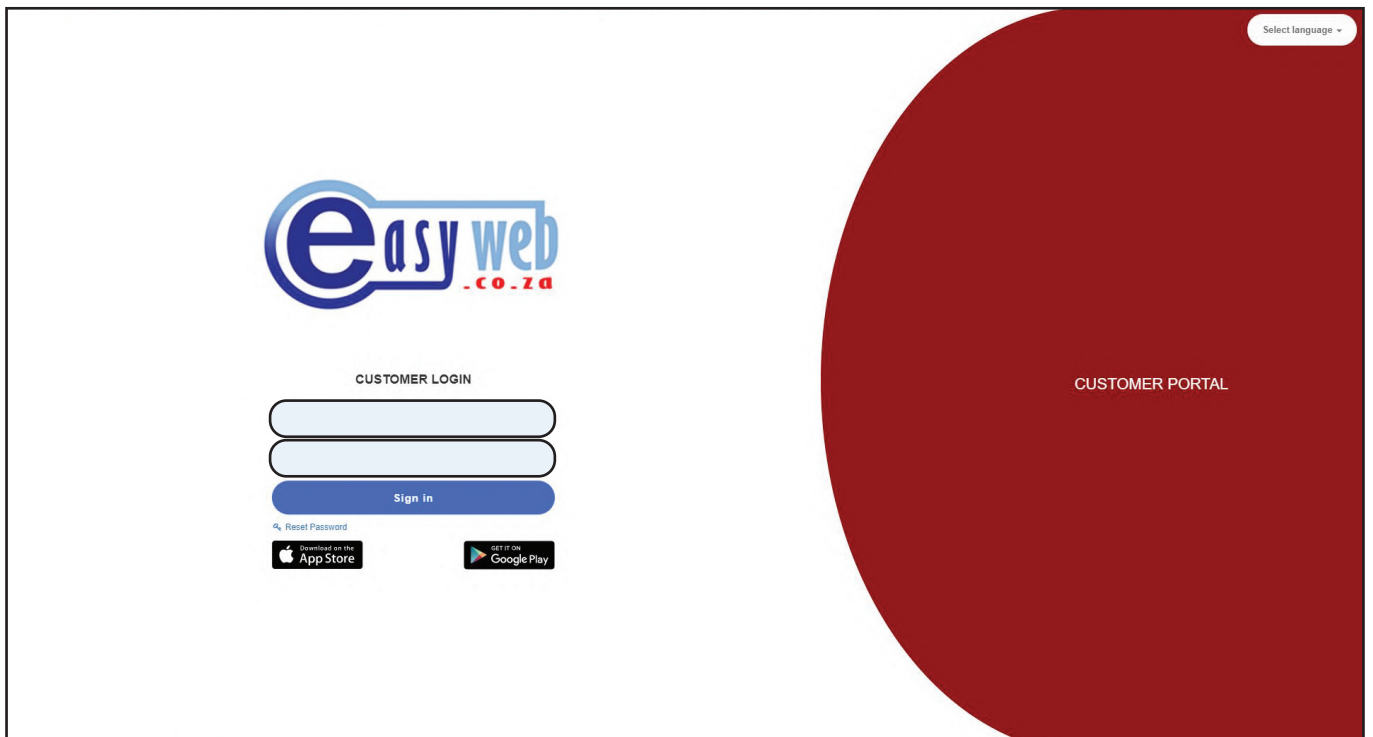 Select language
easy web
.co.za
CUSTOMER LOGIN
CUSTOMER PORTAL
Sign in
Reset Password
Download on the
App Store
GET IT ON
Google Play